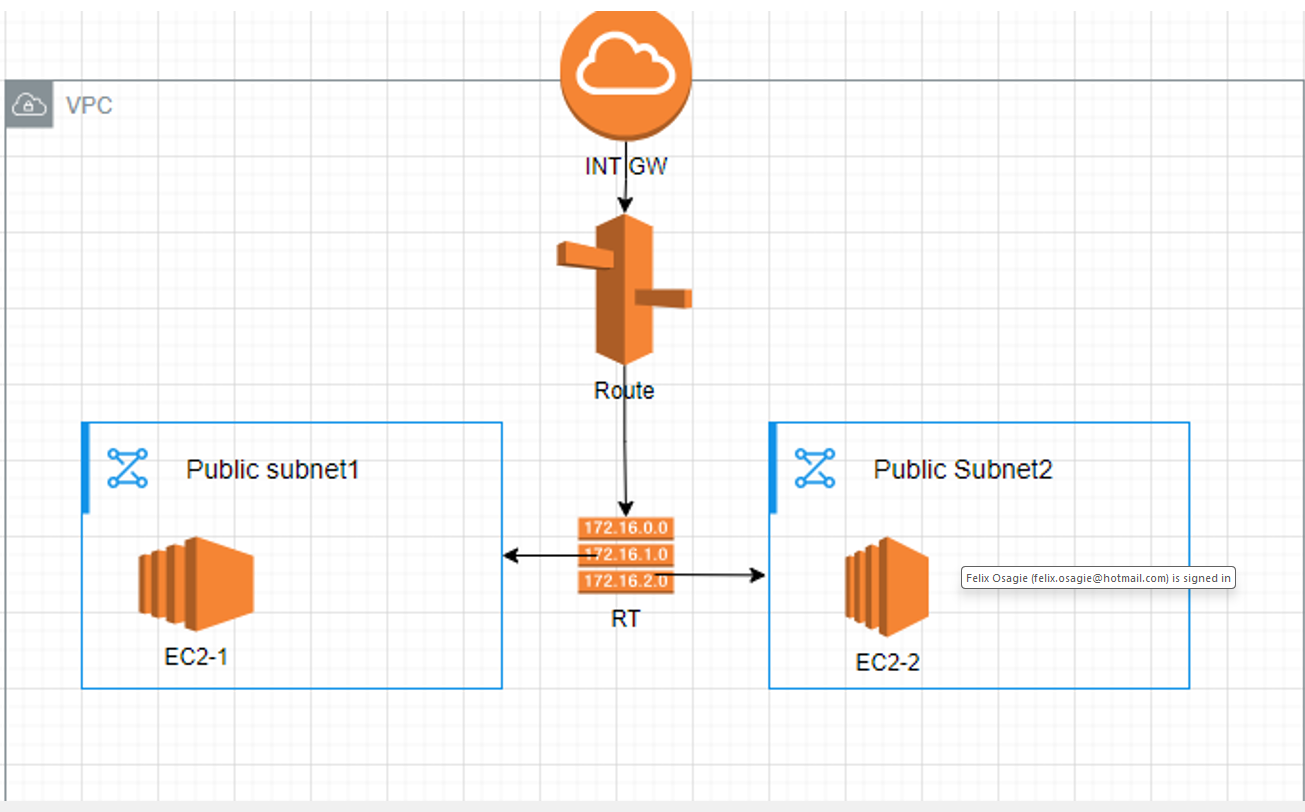 VPC
INT GW
Route
Public subnet1
Public Subnet2
172.16.0.0
172.16.1.0
172.16.2.0
RT
Felix Osagie (felix.osagie@hotmail.com) is signed in
EC2-1
EC2-2